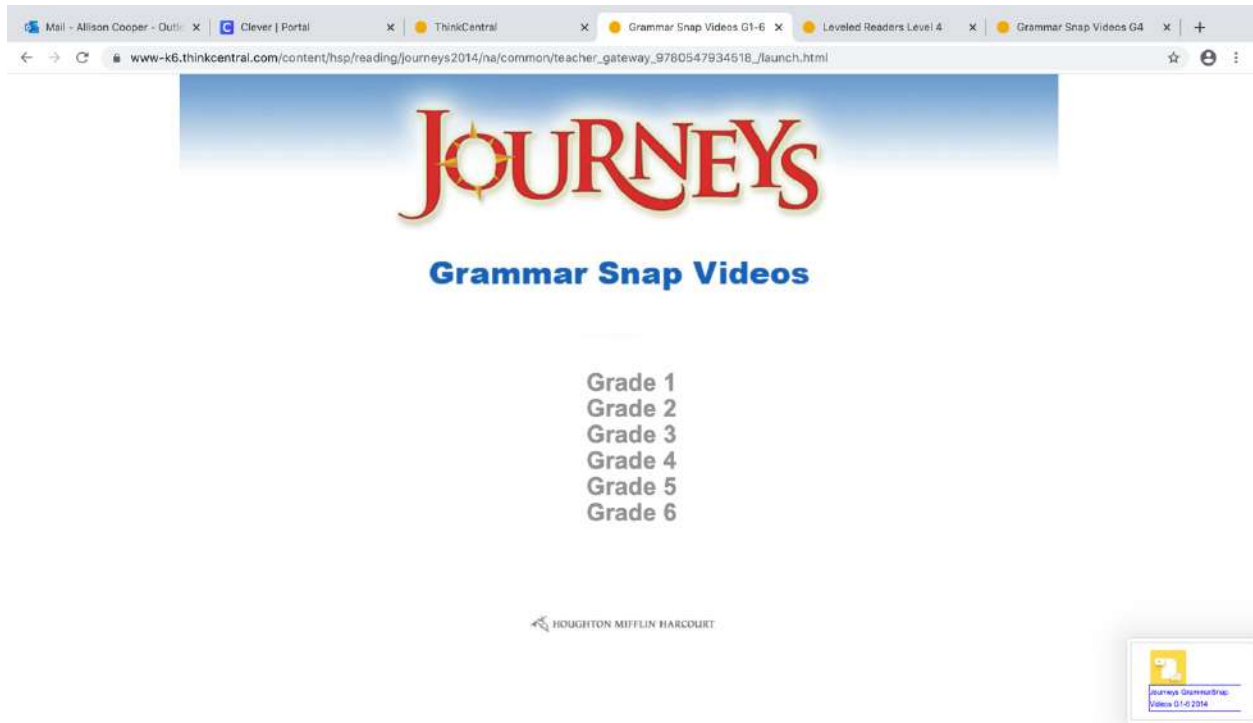 Mail - Allison Cooper - Outl
Clever | Portal
ThinkCentral
Grammar Snap Videos G1-6
Leveled Readers Level 4
Grammar Snap Videos G4
www-k6.thinkcentral.com/content/hsp/reading/journeys2014/na/common/teacher_gateway_9780547934518_/launch.html
JOURNEYS
Grammar Snap Videos
Grade 1
Grade 2
Grade 3
Grade 4
Grade 5
Grade 6
HOUGHTON MIFFLIN HARCOURT
Journeys GrammarSnap
Videos G1-6 2014